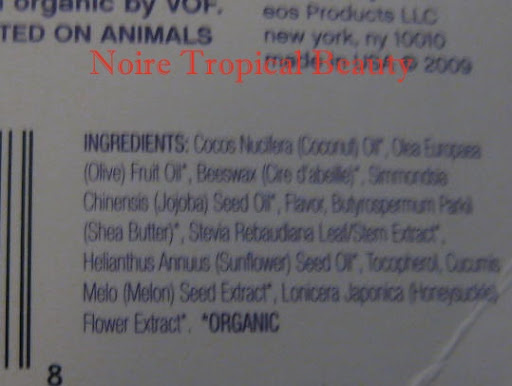 organic by VOF.
TED ON ANIMALS
eos Products LLC
new york, ny 10010
made in USA © 2009
Noire Tropical Beauty
INGREDIENTS: Cocos Nucifera (Coconut) Oil*, Olea Europaea
(Olive) Fruit Oil*, Beeswax (Cire d'abeille)*, Simmondsia
Chinensis (Jojoba) Seed Oil*, Flavor, Butyrospermum Parkii
(Shea Butter)*, Stevia Rebaudiana Leaf/Stem Extract*,
Helianthus Annuus (Sunflower) Seed Oil*, Tocopherol, Cucumis
Melo (Melon) Seed Extract*, Lonicera Japonica (Honeysuckle)
Flower Extract*. *ORGANIC
8